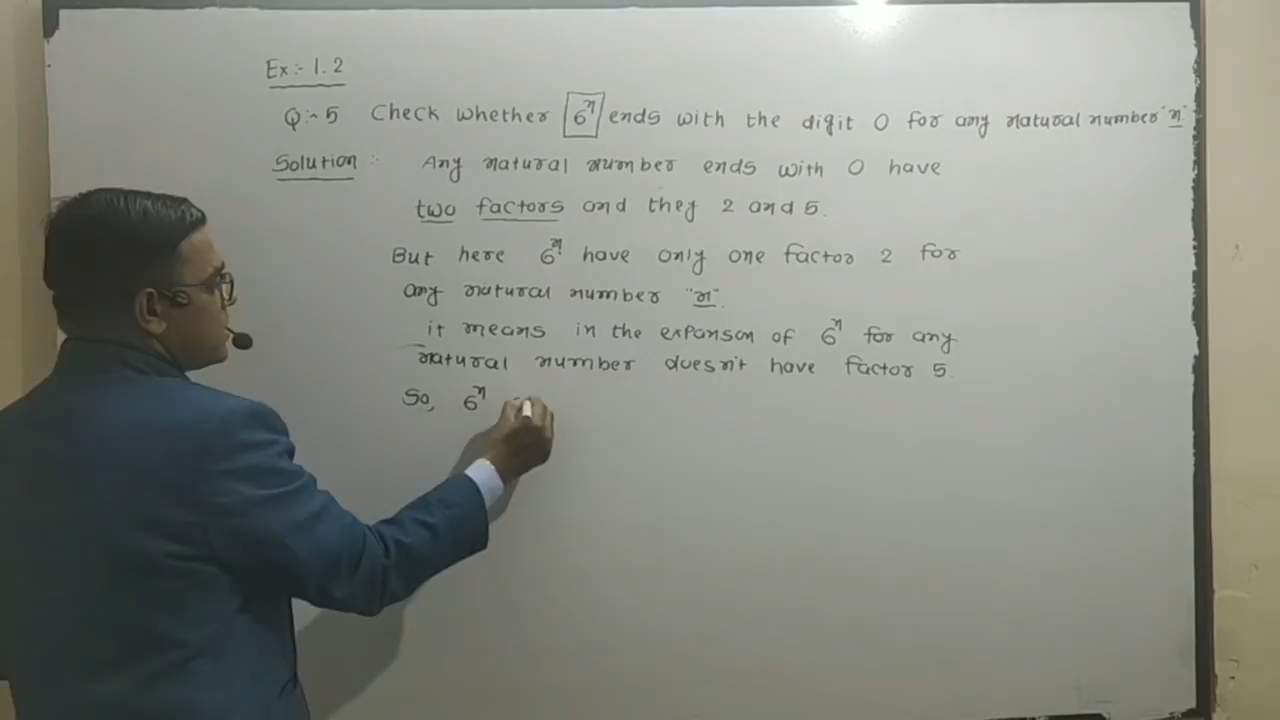 Ex:- 1.2
Q:-5 Check whether 6ⁿ ends with the digit 0 for any natural number "n".
Solution :- Any natural number ends with 0 have
two factors and they 2 and 5.
But here 6ⁿ have only one factor 2 for
any natural number "n".
it means in the expanson of 6ⁿ for any
natural number doesn't have factor 5.
So, 6ⁿ